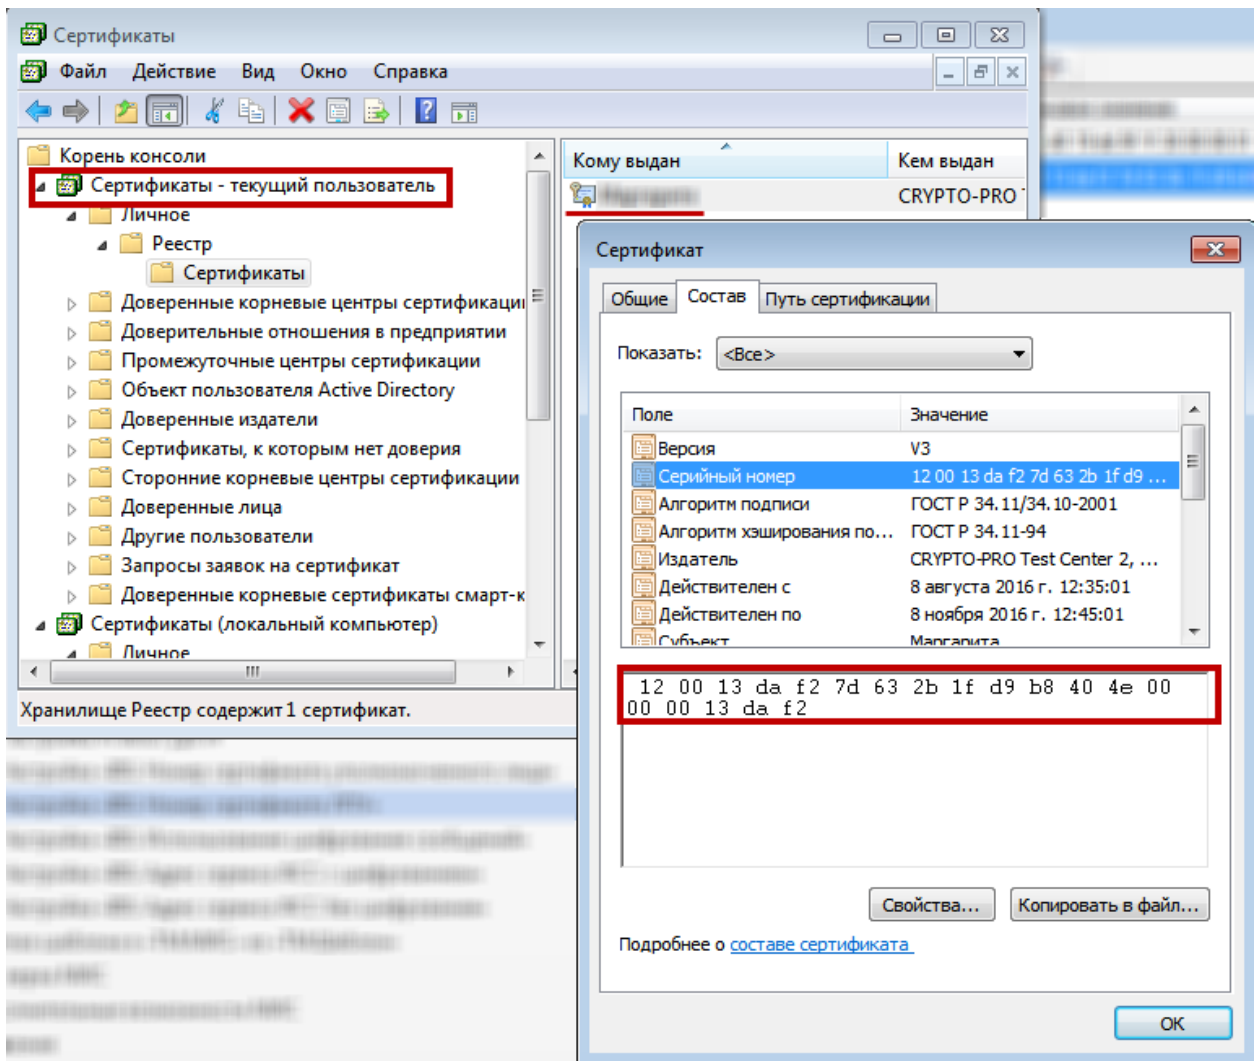 Сертификаты
Файл Действие Вид Окно Справка
Корень консоли
Сертификаты - текущий пользователь
Личное
Реестр
Сертификаты
Доверенные корневые центры сертификаци
Доверительные отношения в предприятии
Промежуточные центры сертификации
Объект пользователя Active Directory
Доверенные издатели
Сертификаты, к которым нет доверия
Сторонние корневые центры сертификации
Доверенные лица
Другие пользователи
Запросы заявок на сертификат
Доверенные корневые сертификаты смарт-к
Сертификаты (локальный компьютер)
Личное
Хранилище Реестр содержит 1 сертификат.
Кому выдан Кем выдан
CRYPTO-PRO
Сертификат
Общие Состав Путь сертификации
Показать: <Все>
Поле Значение
Версия V3
Серийный номер 12 00 13 da f2 7d 63 2b 1f d9 ...
Алгоритм подписи ГОСТ Р 34.11/34.10-2001
Алгоритм хэширования по... ГОСТ Р 34.11-94
Издатель CRYPTO-PRO Test Center 2, ...
Действителен с 8 августа 2016 г. 12:35:01
Действителен по 8 ноября 2016 г. 12:45:01
Субъект Маргарита
12 00 13 da f2 7d 63 2b 1f d9 b8 40 4e 00
00 00 13 da f2
Свойства... Копировать в файл...
Подробнее о составе сертификата
ОК